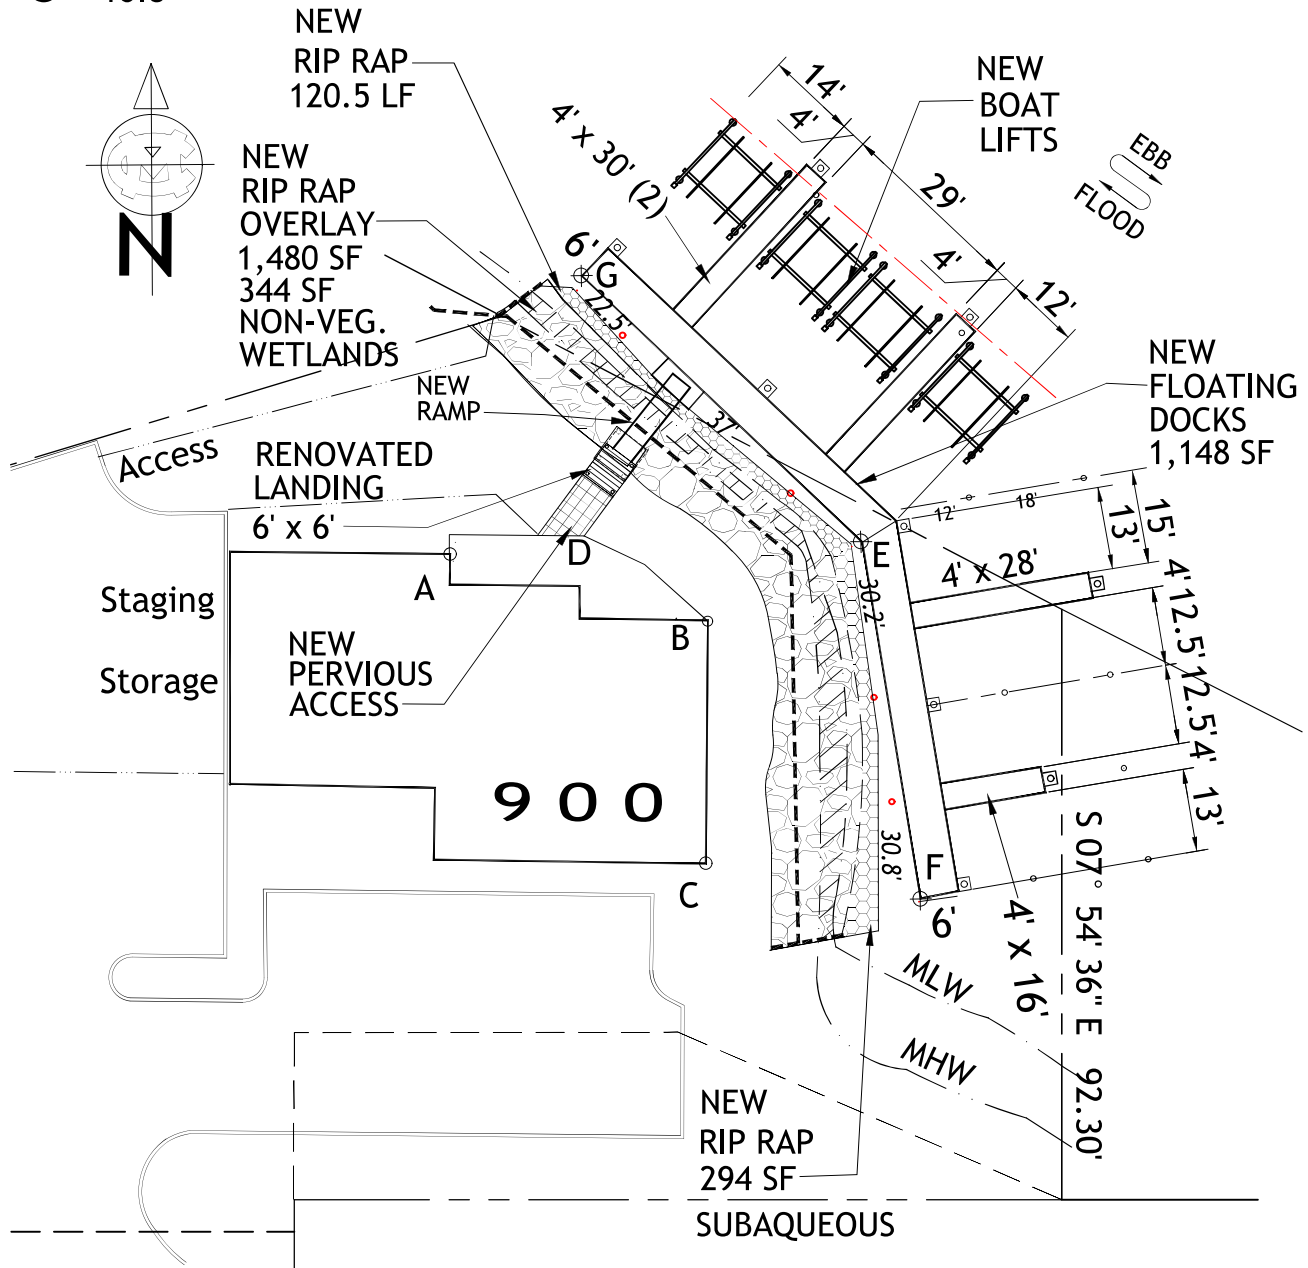 NEW
RIP RAP
120.5 LF
N
NEW
RIP RAP
OVERLAY
1,480 SF
344 SF
NON-VEG.
WETLANDS
4' x 30' (2)
14'
4'
NEW
BOAT
LIFTS
29'
4'
12'
EBB
FLOOD
6'
G
22.5'
37'
NEW
RAMP
NEW
FLOATING
DOCKS
1,148 SF
Access
RENOVATED
LANDING
6' x 6'
D
E
12'
18'
13'
15'
4' x 28'
4'
12.5'
12.5'
4'
13'
30.2'
A
B
Staging
Storage
NEW
PERVIOUS
ACCESS
900
C
30.8'
F
6'
4' x 16'
S 07° 54' 36" E 92.30'
MLW
MHW
NEW
RIP RAP
294 SF
SUBAQUEOUS